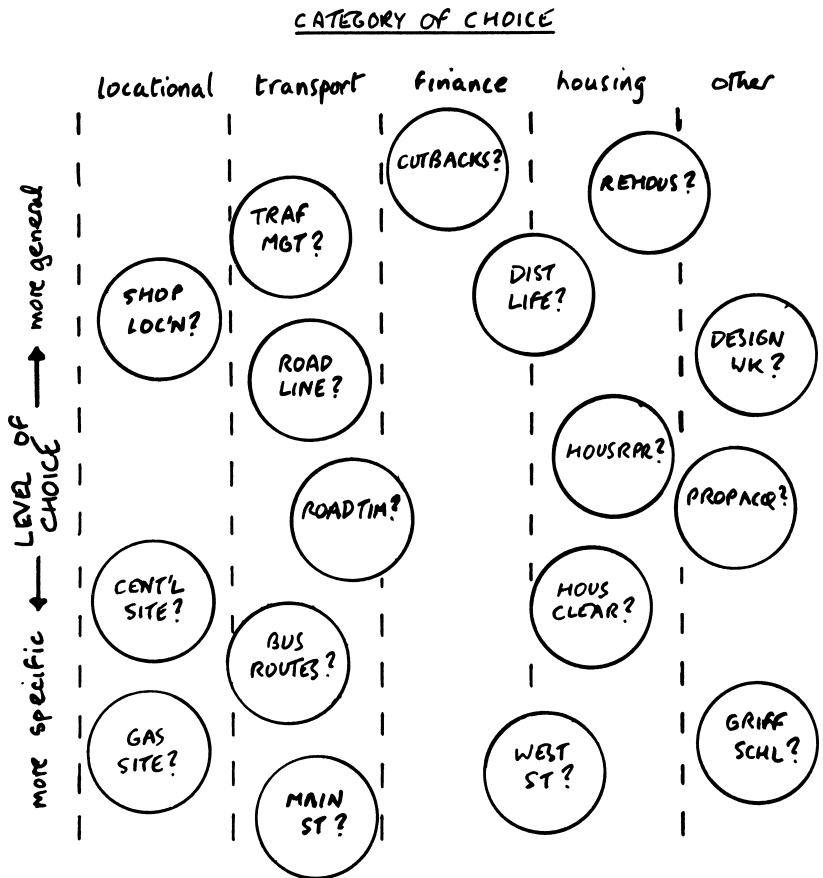 CATEGORY OF CHOICE
locational
transport
finance
housing
other
more general
LEVEL OF
CHOICE
more specific
CUTBACKS?
REHOUS?
TRAF
MGT?
DIST
LIFE?
SHOP
LOC'N?
DESIGN
WK?
ROAD
LINE?
HOUSRPR?
PROPACQ?
ROADTIM?
CENT'L
SITE?
HOUS
CLEAR?
BUS
ROUTES?
GAS
SITE?
WEST
ST?
GRIFF
SCHL?
MAIN
ST?